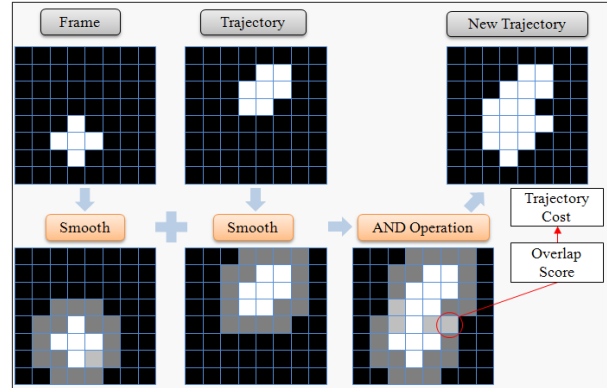 Frame
Trajectory
New Trajectory
Smooth
Smooth
AND Operation
Trajectory
Cost
Overlap
Score